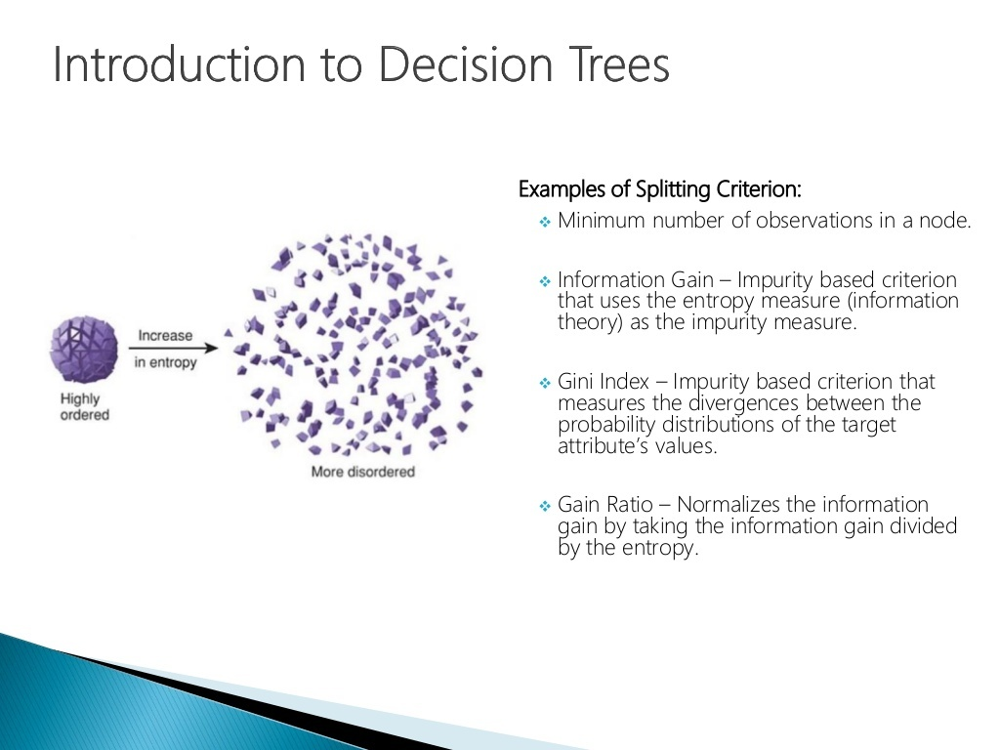 Introduction to Decision Trees
Increase
in entropy
Highly
ordered
More disordered
Examples of Splitting Criterion:
Minimum number of observations in a node.
Information Gain – Impurity based criterion
that uses the entropy measure (information
theory) as the impurity measure.
Gini Index – Impurity based criterion that
measures the divergences between the
probability distributions of the target
attribute’s values.
Gain Ratio – Normalizes the information
gain by taking the information gain divided
by the entropy.